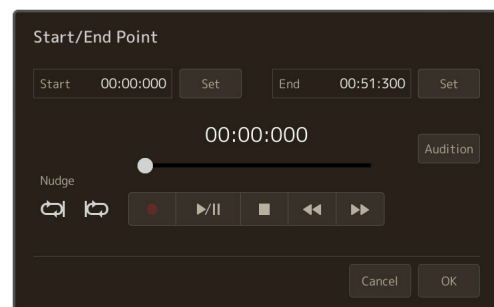 Start/End Point
Start 00:00:000 Set End 00:51:300 Set
00:00:000
Audition
Nudge
Cancel OK